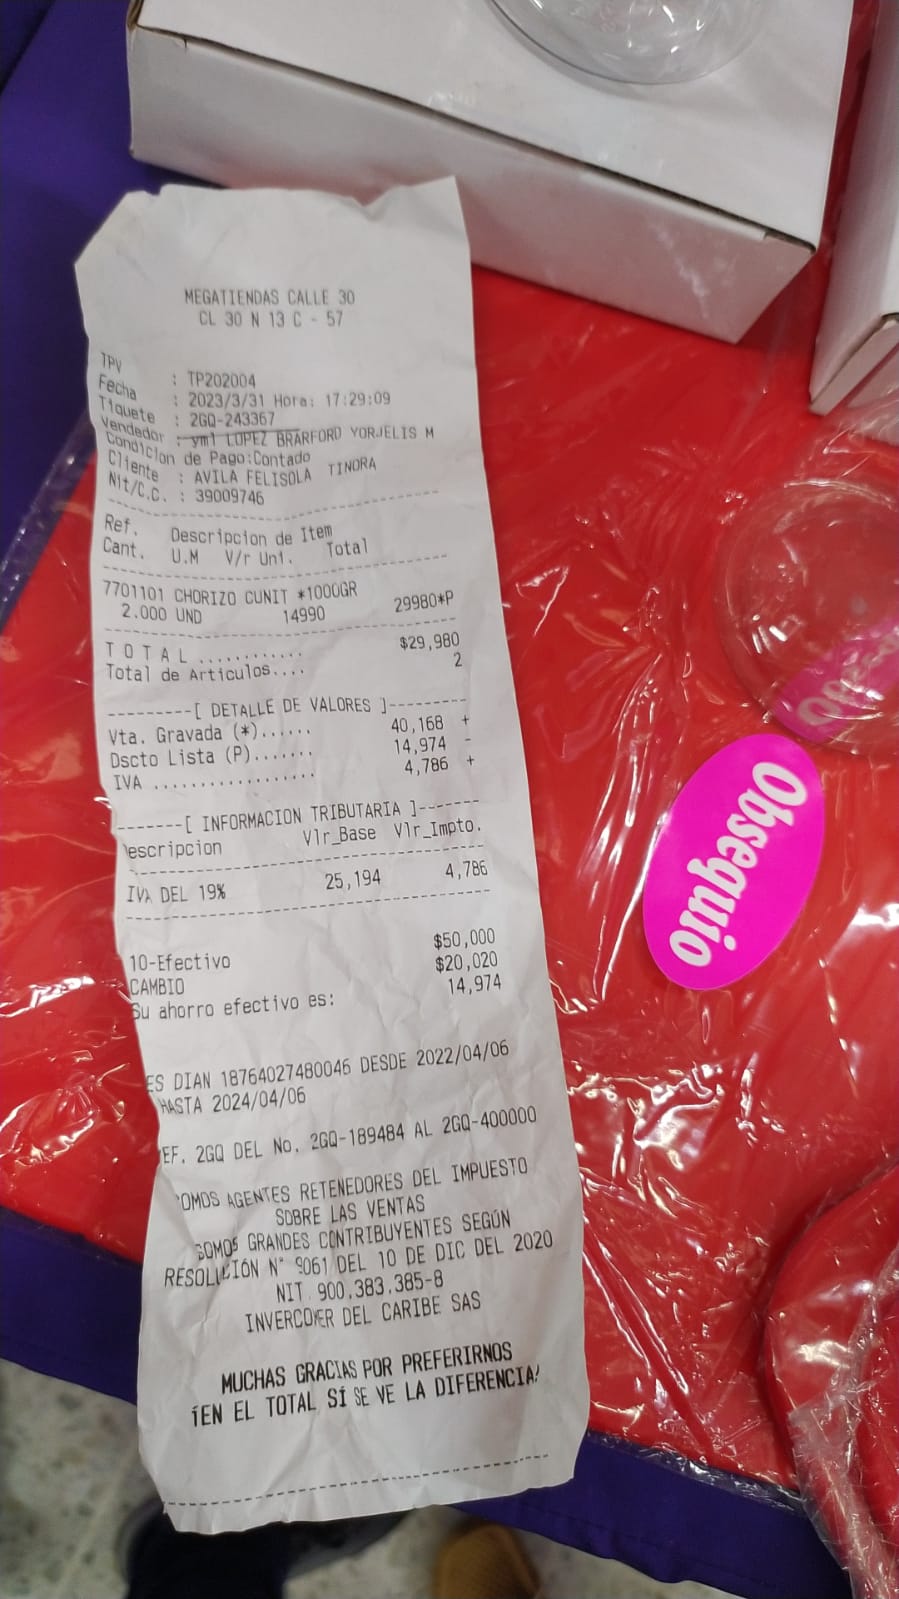 MEGATIENDAS CALLE 30
CL 30 N 13 C - 57
TPV : TP202004
Fecha : 2023/3/31 Hora: 17:29:09
Tiquete : 2GQ-243367
Vendedor : ym1 LOPEZ BRARFORD YORJELIS M
Condicion de Pago:Contado
Cliente : AVILA FELISOLA TINORA
Nit/C.C. : 39009746
Ref. Descripcion de Item
Cant. U.M V/r Uni. Total
7701101 CHORIZO CUNIT *1000GR
2.000 UND 14990 29980*P
T O T A L ............ $29,980
Total de Articulos.... 2
---------[ DETALLE DE VALORES ]---------
Vta. Gravada (*)...... 40,168 +
Dscto Lista (P)....... 14,974 -
IVA .................. 4,786 +
-------[ INFORMACION TRIBUTARIA ]-------
escripcion Vlr_Base Vlr_Impto.
IVA DEL 19% 25,194 4,786
10-Efectivo $50,000
CAMBIO $20,020
Su ahorro efectivo es: 14,974
ES DIAN 18764027480046 DESDE 2022/04/06
HASTA 2024/04/06
EF. 2GQ DEL No. 2GQ-189484 AL 2GQ-400000
OMOS AGENTES RETENEDORES DEL IMPUESTO
SOBRE LAS VENTAS
SOMOS GRANDES CONTRIBUYENTES SEGÚN
RESOLUCIÓN N° 9061 DEL 10 DE DIC DEL 2020
NIT. 900.383.385-8
INVERCOMER DEL CARIBE SAS
MUCHAS GRACIAS POR PREFERIRNOS
¡EN EL TOTAL SÍ SE VE LA DIFERENCIA!
Obsequio